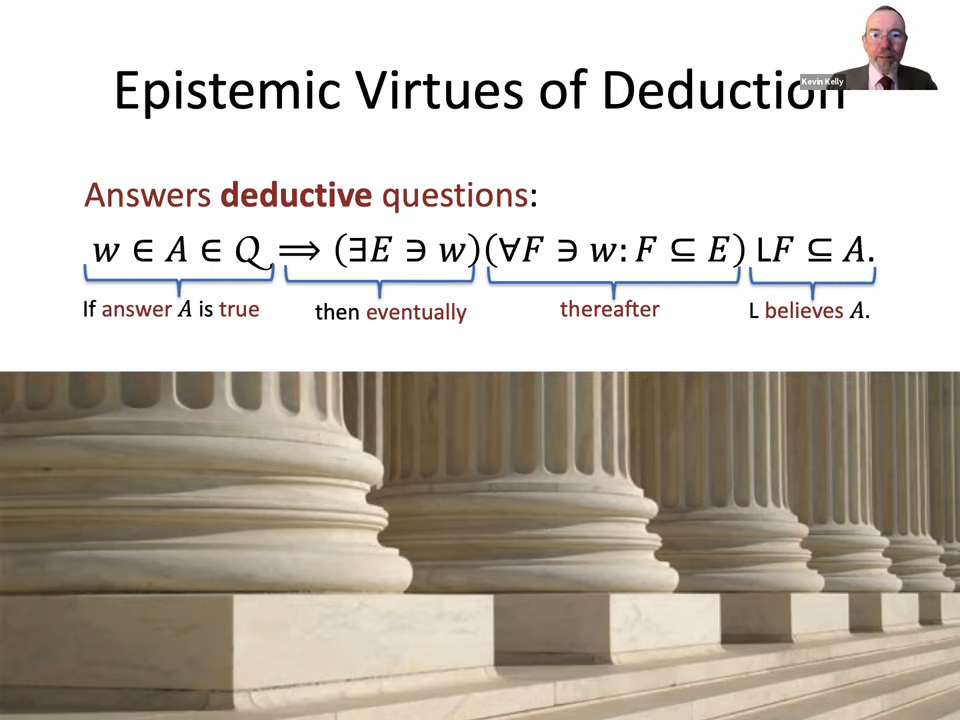 Epistemic Virtues of Deduction
Kevin Kelly
Answers deductive questions:
w ∈ A ∈ 𝒬 ⟹ (∃E ∋ w)(∀F ∋ w: F ⊆ E) LF ⊆ A.
If answer A is true then eventually thereafter L believes A.